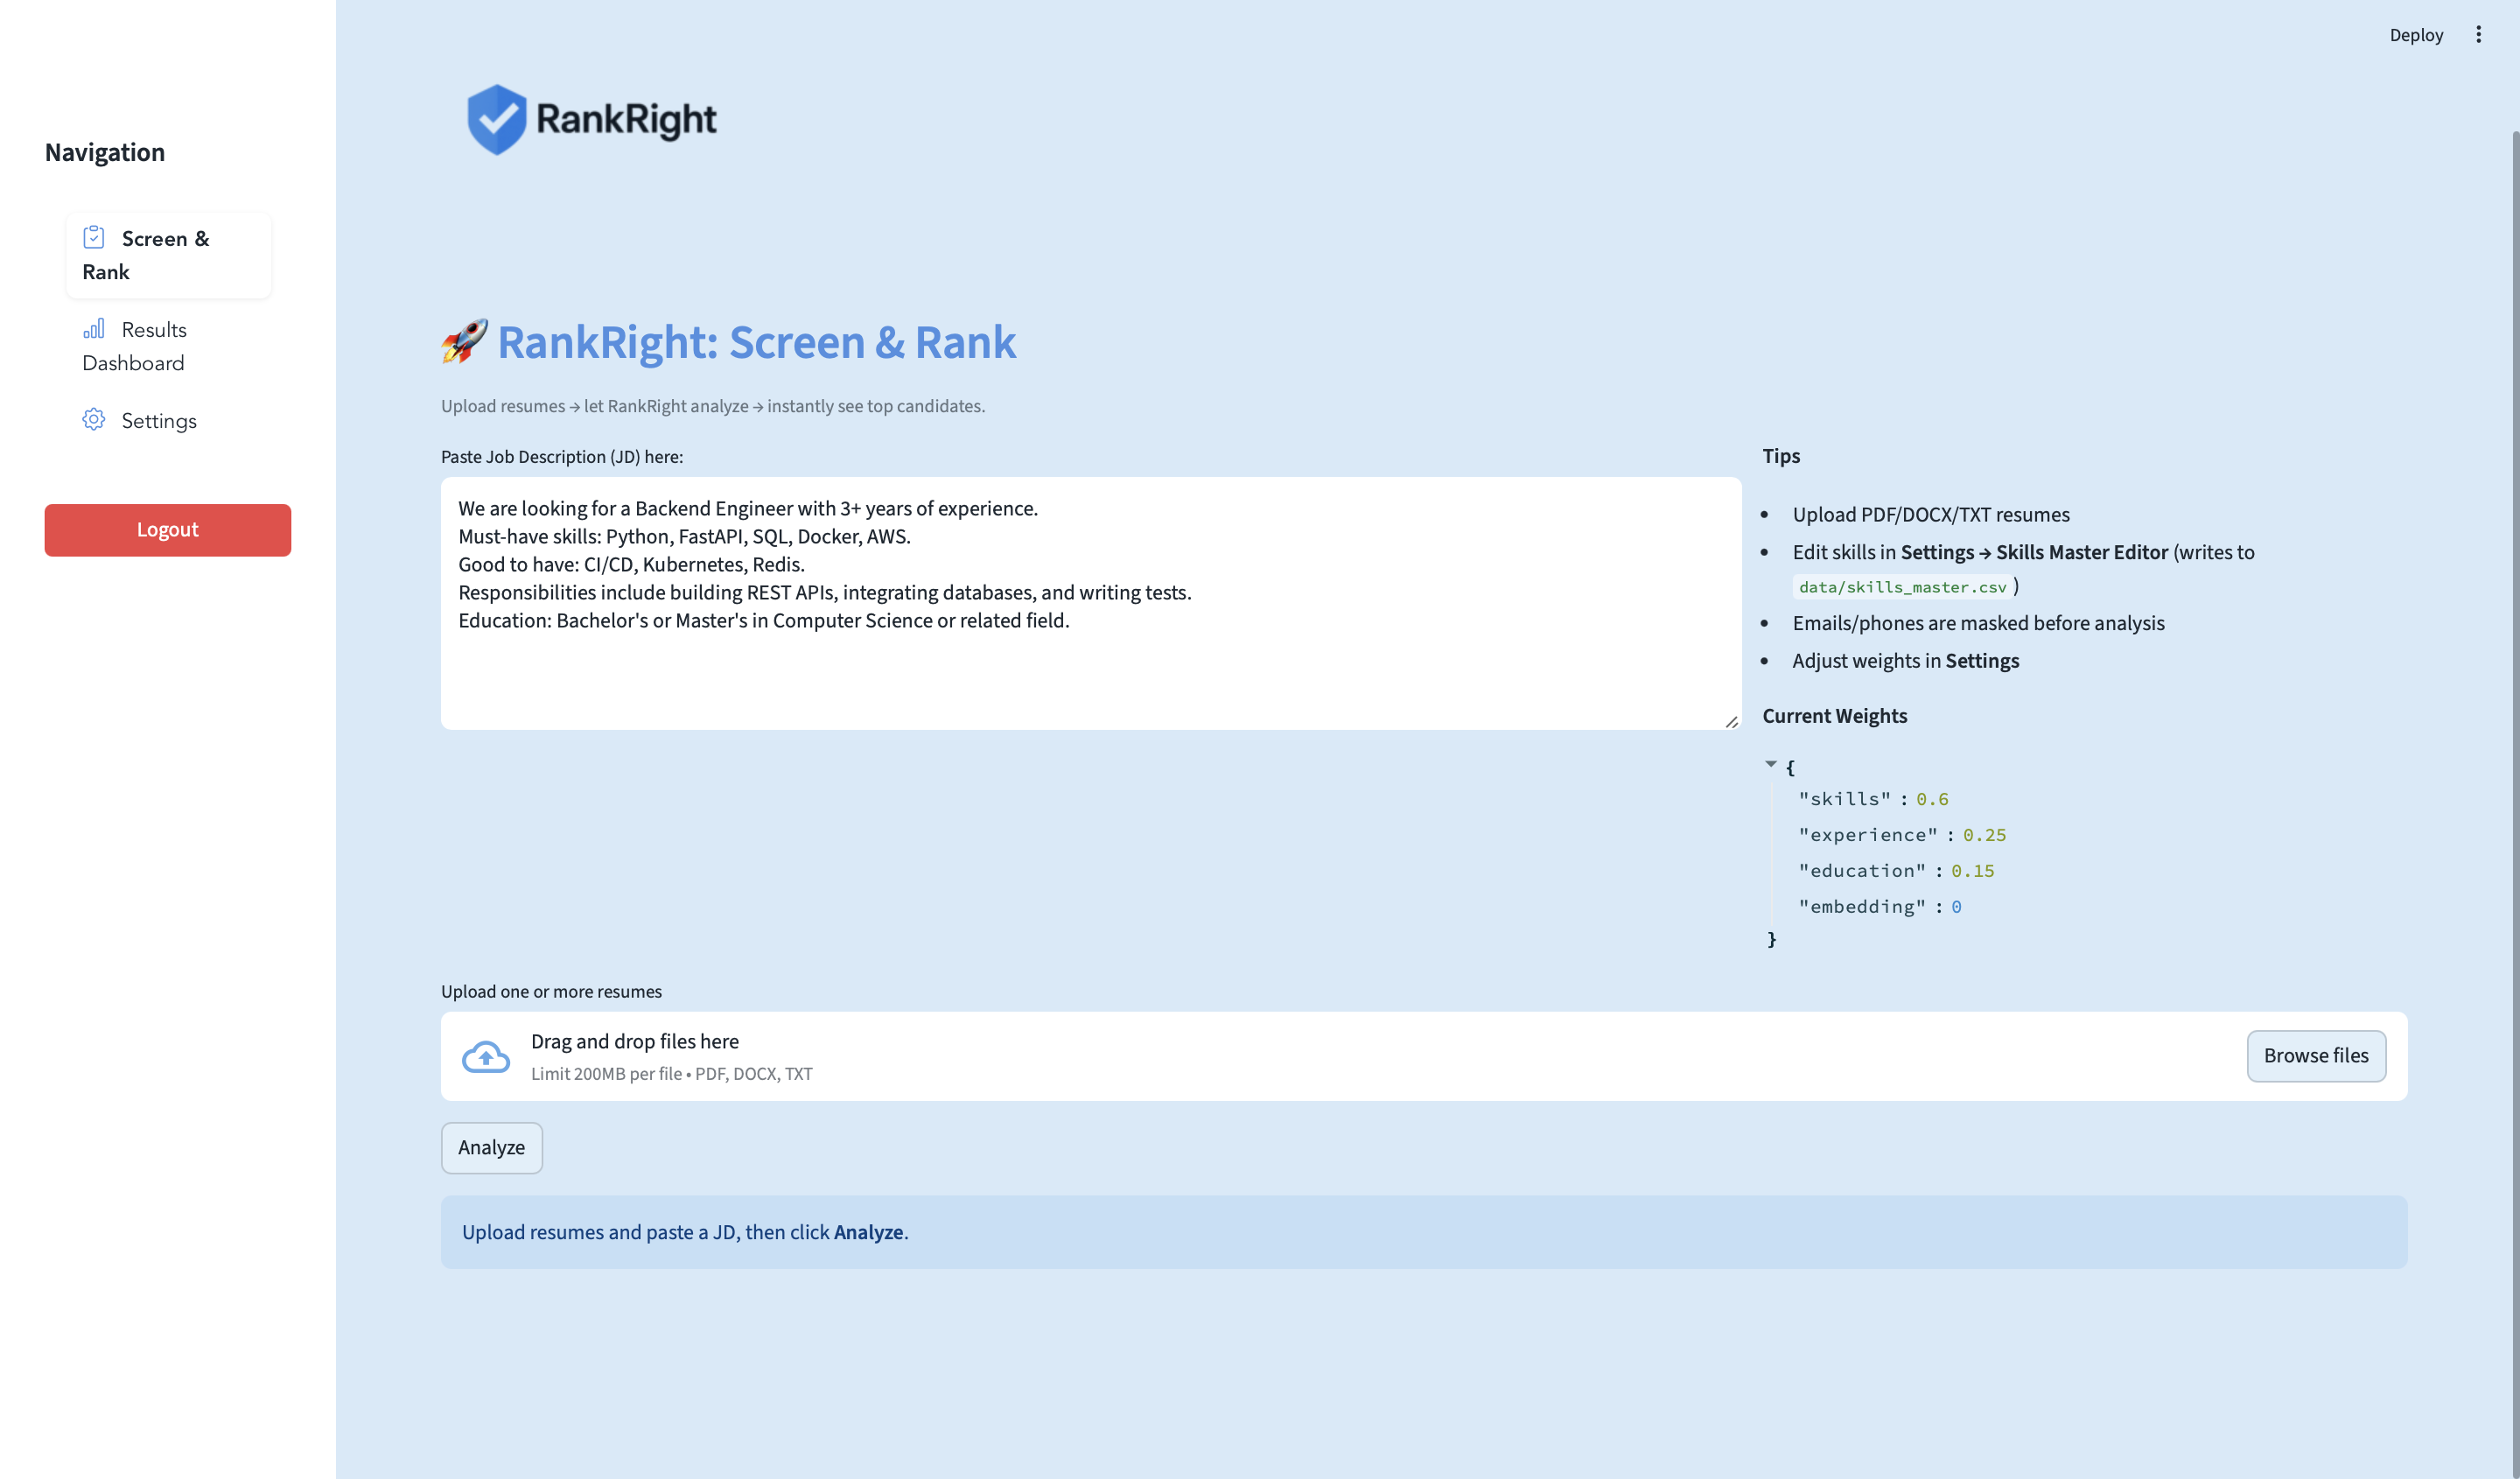 Deploy
RankRight
Navigation
Screen &
Rank
Results
Dashboard
Settings
Logout
🚀 RankRight: Screen & Rank
Upload resumes → let RankRight analyze → instantly see top candidates.
Paste Job Description (JD) here:
We are looking for a Backend Engineer with 3+ years of experience.
Must-have skills: Python, FastAPI, SQL, Docker, AWS.
Good to have: CI/CD, Kubernetes, Redis.
Responsibilities include building REST APIs, integrating databases, and writing tests.
Education: Bachelor's or Master's in Computer Science or related field.
Tips
• Upload PDF/DOCX/TXT resumes
• Edit skills in Settings → Skills Master Editor (writes to
data/skills_master.csv )
• Emails/phones are masked before analysis
• Adjust weights in Settings
Current Weights
{
"skills" : 0.6
"experience" : 0.25
"education" : 0.15
"embedding" : 0
}
Upload one or more resumes
Drag and drop files here
Limit 200MB per file • PDF, DOCX, TXT
Browse files
Analyze
Upload resumes and paste a JD, then click Analyze.